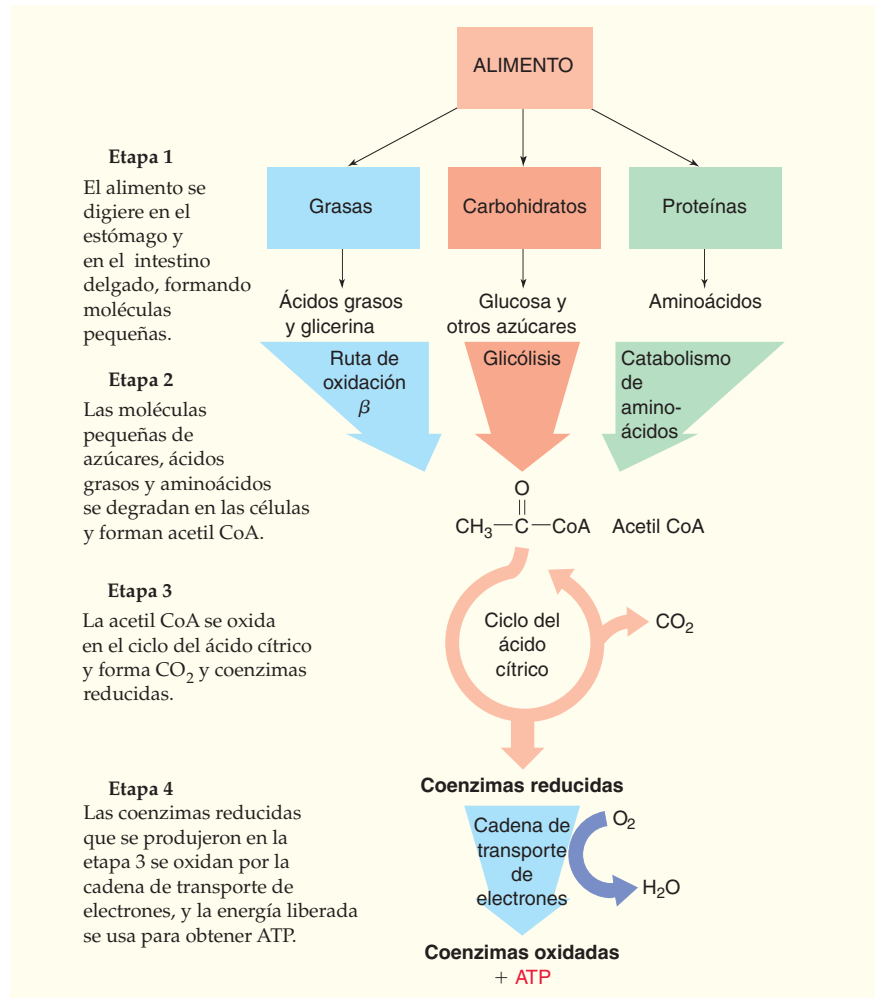 ALIMENTO
Etapa 1
El alimento se
digiere en el
estómago y
en el intestino
delgado, formando
moléculas
pequeñas.
Grasas
Carbohidratos
Proteínas
Ácidos grasos
y glicerina
Glucosa y
otros azúcares
Aminoácidos
Etapa 2
Las moléculas
pequeñas de
azúcares, ácidos
grasos y aminoácidos
se degradan en las células
y forman acetil CoA.
Ruta de
oxidación
β
Glicólisis
Catabolismo
de
amino-
ácidos
O
CH₃—C—CoA Acetil CoA
Etapa 3
La acetil CoA se oxida
en el ciclo del ácido cítrico
y forma CO₂ y coenzimas
reducidas.
Ciclo del
ácido
cítrico
CO₂
Coenzimas reducidas
Etapa 4
Las coenzimas reducidas
que se produjeron en la
etapa 3 se oxidan por la
cadena de transporte de
electrones, y la energía liberada
se usa para obtener ATP.
Cadena de
transporte
de
electrones
O₂
H₂O
Coenzimas oxidadas
+ ATP